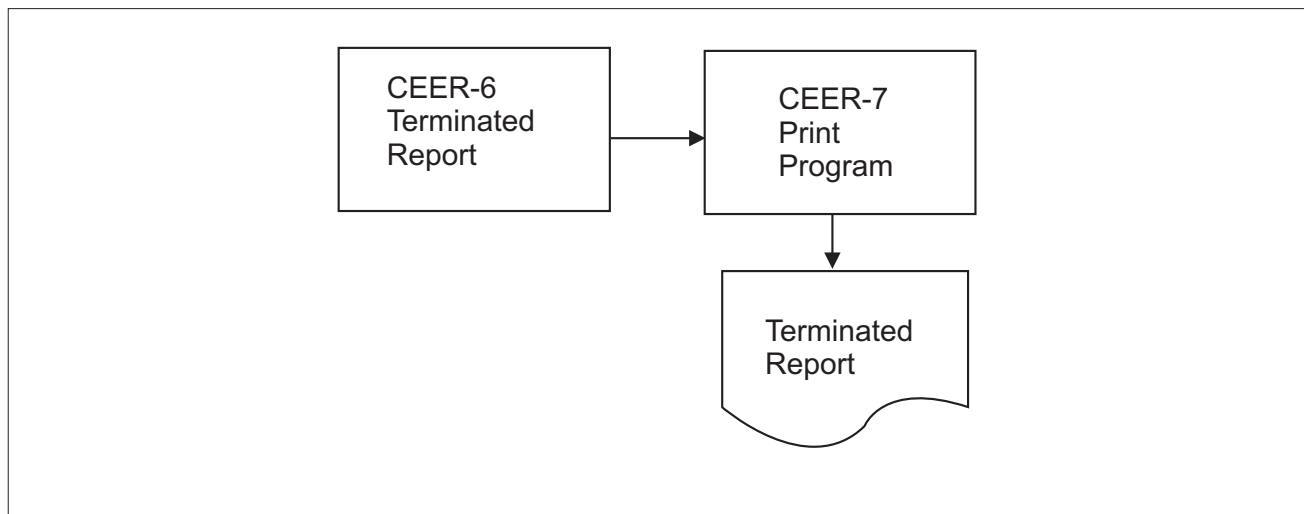 CEER-6
Terminated
Report
CEER-7
Print
Program
Terminated
Report